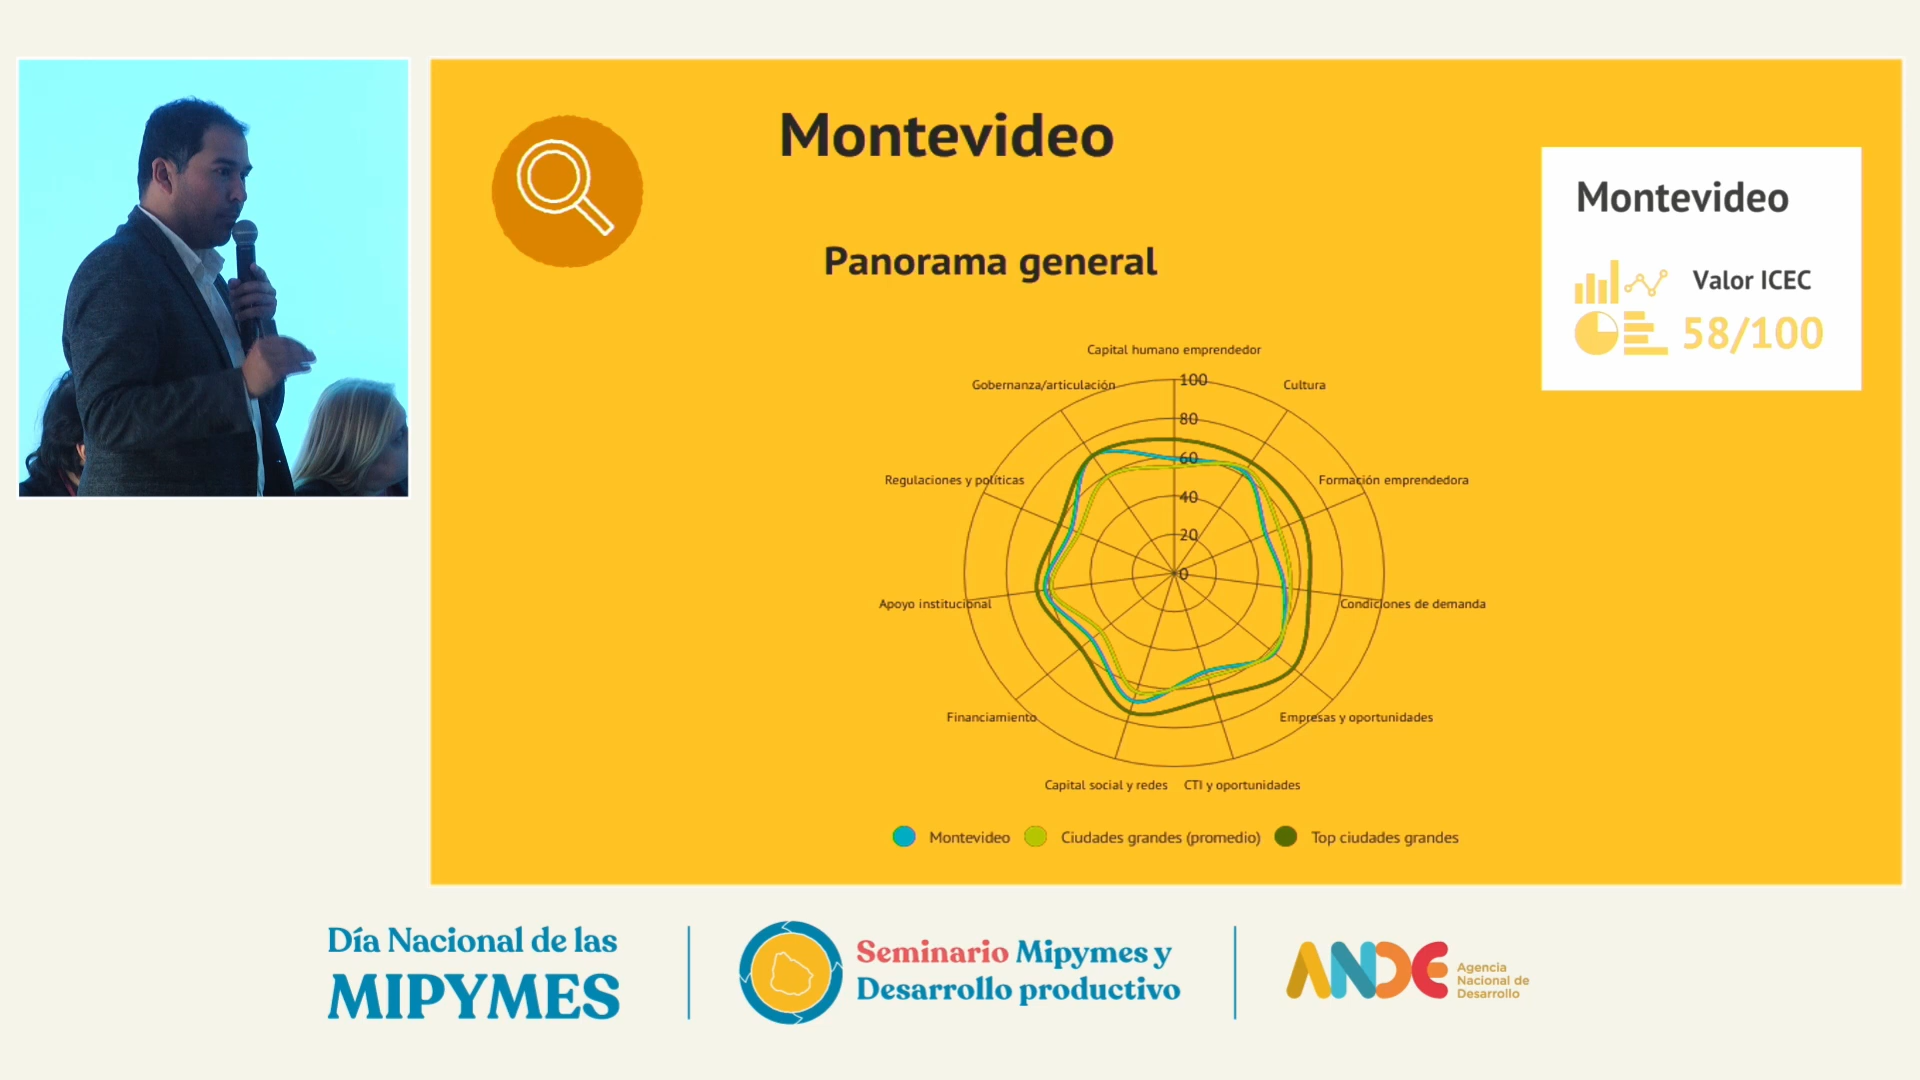 Montevideo
Panorama general
Montevideo
Valor ICEC
58/100
Capital humano emprendedor
Gobernanza/articulación
Cultura
Regulaciones y políticas
Formación emprendedora
Apoyo institucional
Condiciones de demanda
Financiamiento
Empresas y oportunidades
Capital social y redes
CTI y oportunidades
100
80
60
40
20
0
Montevideo
Ciudades grandes (promedio)
Top ciudades grandes
Día Nacional de las
MIPYMES
Seminario Mipymes y
Desarrollo productivo
ANDE
Agencia
Nacional de
Desarrollo